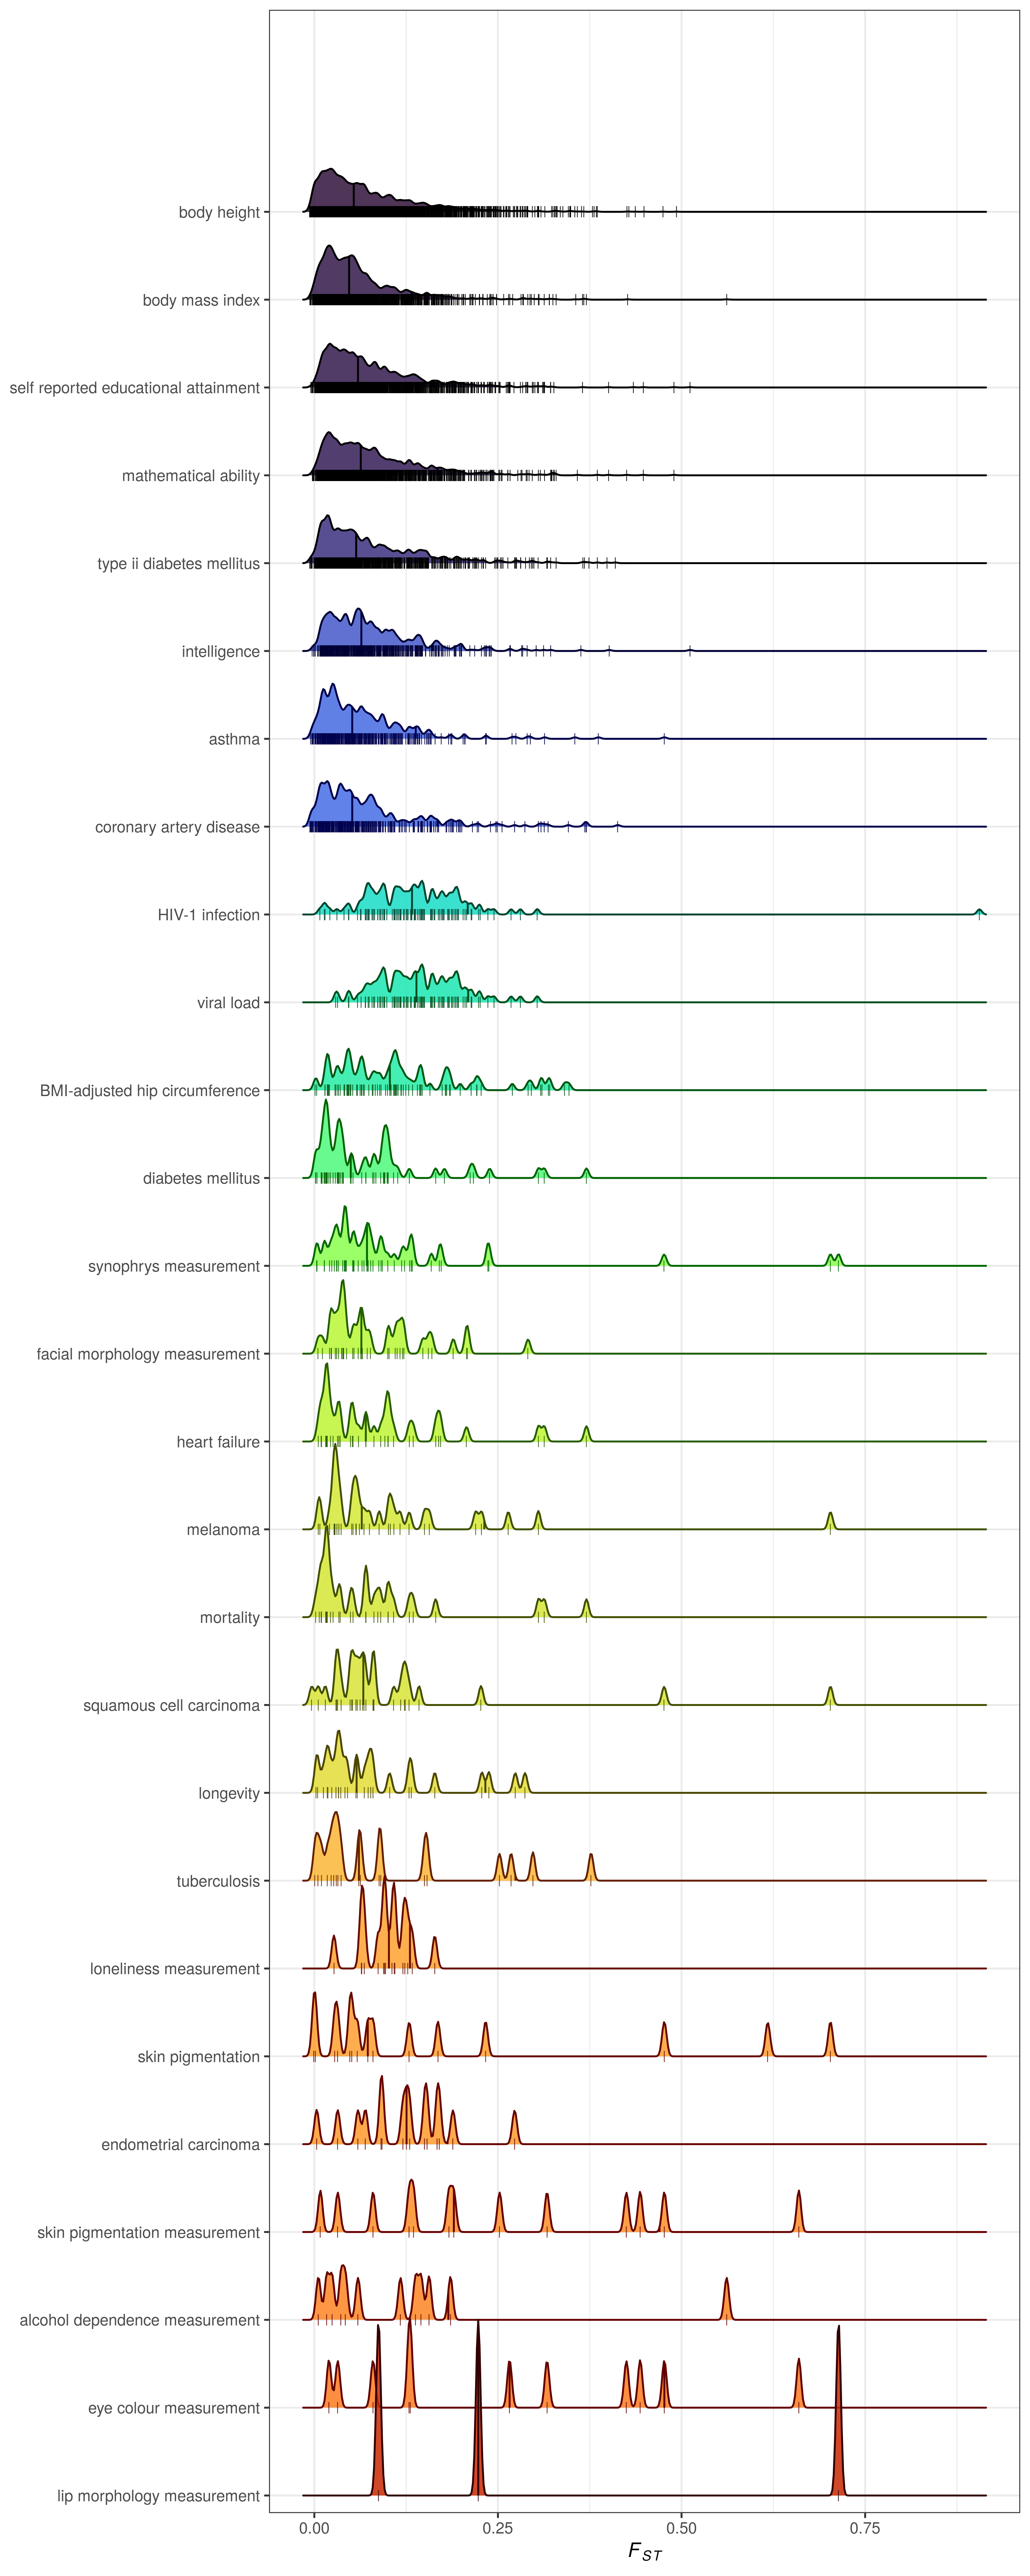 body height
body mass index
self reported educational attainment
mathematical ability
type ii diabetes mellitus
intelligence
asthma
coronary artery disease
HIV-1 infection
viral load
BMI-adjusted hip circumference
diabetes mellitus
synophrys measurement
facial morphology measurement
heart failure
melanoma
mortality
squamous cell carcinoma
longevity
tuberculosis
loneliness measurement
skin pigmentation
endometrial carcinoma
skin pigmentation measurement
alcohol dependence measurement
eye colour measurement
lip morphology measurement
0.00 0.25 0.50 0.75
FST